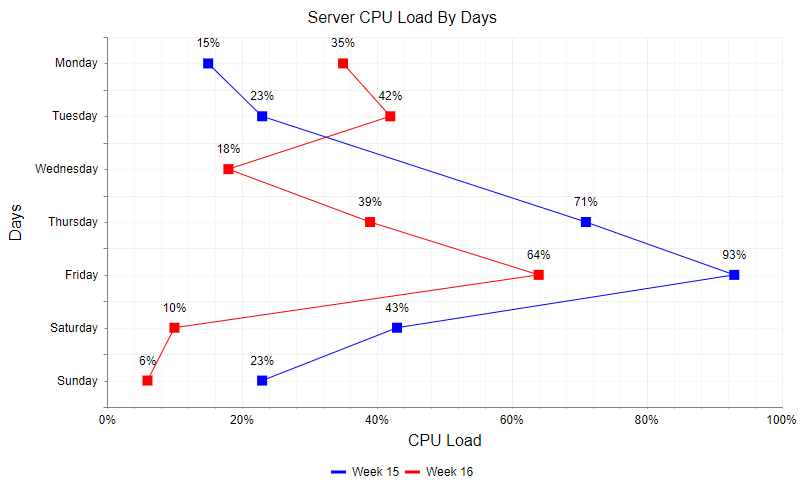 Server CPU Load By Days
15% 35%
Monday
23% 42%
Tuesday
18%
Wednesday
39% 71%
Thursday
64% 93%
Friday
10% 43%
Saturday
6% 23%
Sunday
Days
0% 20% 40% 60% 80% 100%
CPU Load
Week 15 Week 16